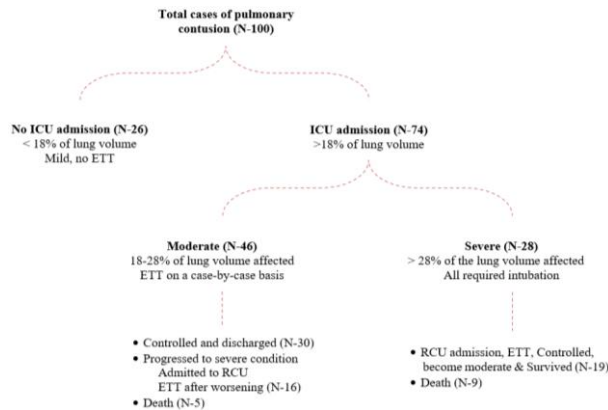 Total cases of pulmonary
contusion (N-100)
No ICU admission (N-26)
< 18% of lung volume
Mild, no ETT
ICU admission (N-74)
>18% of lung volume
Moderate (N-46)
18-28% of lung volume affected
ETT on a case-by-case basis
Severe (N-28)
> 28% of the lung volume affected
All required intubation
• Controlled and discharged (N-30)
• Progressed to severe condition
Admitted to RCU
ETT after worsening (N-16)
• Death (N-5)
• RCU admission, ETT, Controlled,
become moderate & Survived (N-19)
• Death (N-9)